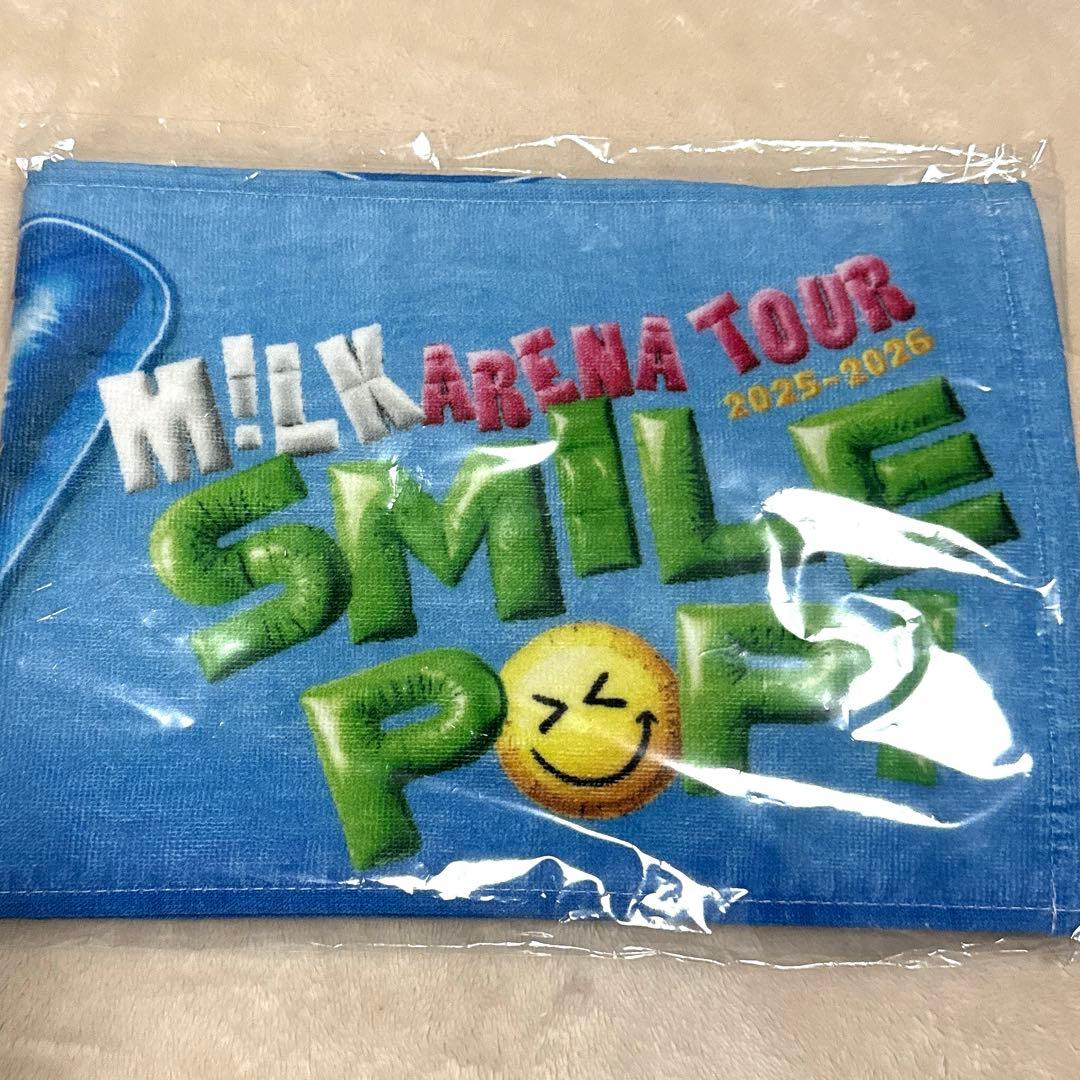 M!LK ARENA TOUR
2025-2026
SMILE
POP!